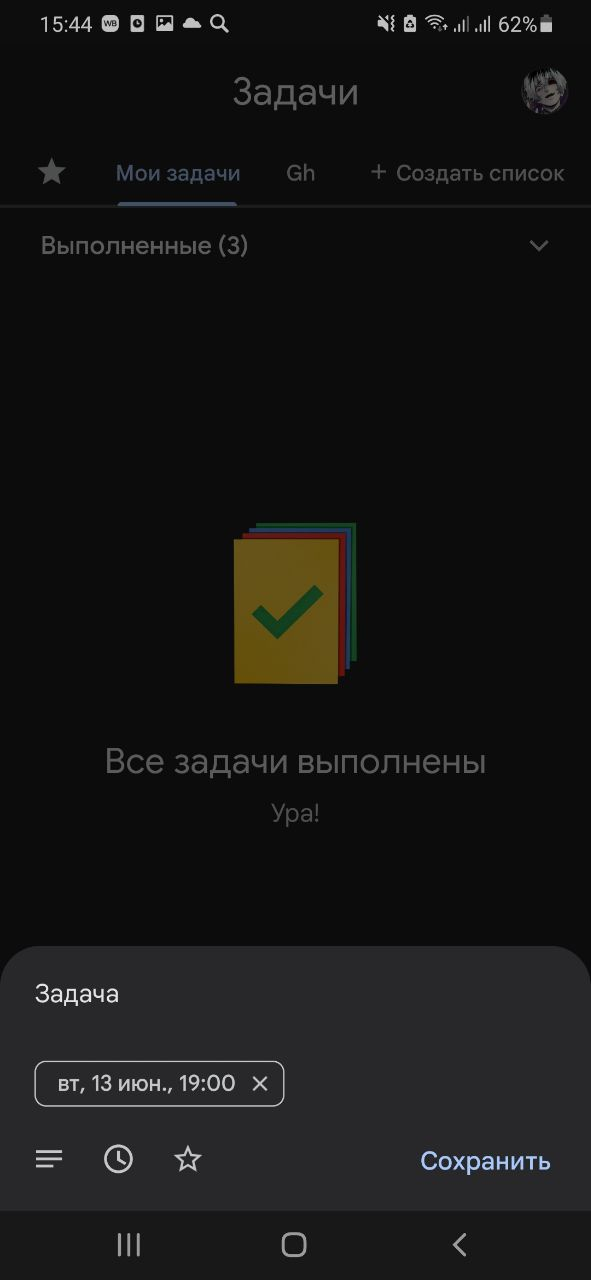 15:44 WB 62%
Задачи
Мои задачи Gh + Создать список
Выполненные (3)
Все задачи выполнены
Ура!
Задача
вт, 13 июн., 19:00
Сохранить